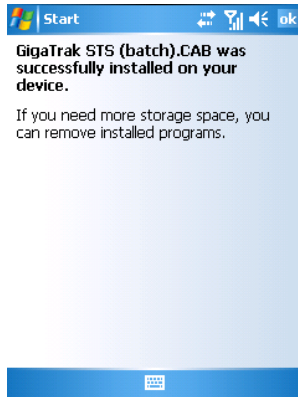 Start
ok
GigaTrak STS (batch).CAB was
successfully installed on your
device.
If you need more storage space, you
can remove installed programs.